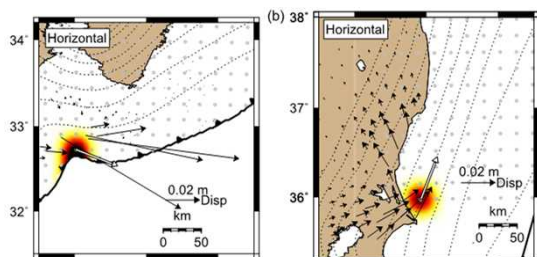 34˚
Horizontal
33˚
0.02 m
Disp
km
32˚
0 50
(b)
38˚
Horizontal
37˚
0.02 m
Disp
36˚
km
0 50